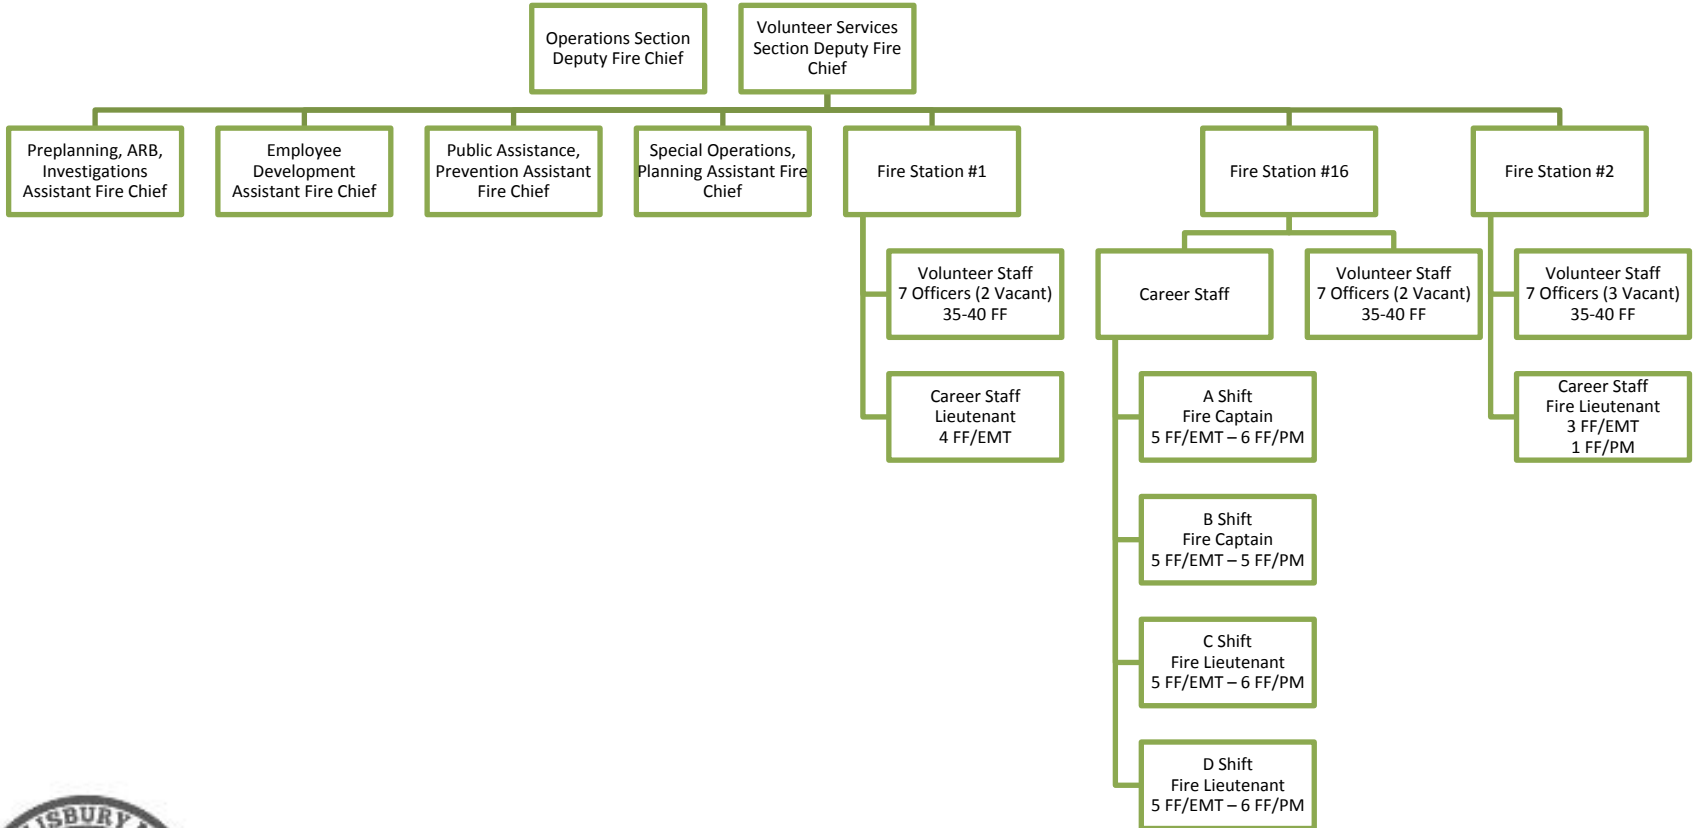 Operations Section
Deputy Fire Chief
Volunteer Services
Section Deputy Fire
Chief
Preplanning, ARB,
Investigations
Assistant Fire Chief
Employee
Development
Assistant Fire Chief
Public Assistance,
Prevention Assistant
Fire Chief
Special Operations,
Planning Assistant Fire
Chief
Fire Station #1
Fire Station #16
Fire Station #2
Volunteer Staff
7 Officers (2 Vacant)
35-40 FF
Career Staff
Lieutenant
4 FF/EMT
Career Staff
Volunteer Staff
7 Officers (2 Vacant)
35-40 FF
A Shift
Fire Captain
5 FF/EMT – 6 FF/PM
B Shift
Fire Captain
5 FF/EMT – 5 FF/PM
C Shift
Fire Lieutenant
5 FF/EMT – 6 FF/PM
D Shift
Fire Lieutenant
5 FF/EMT – 6 FF/PM
Volunteer Staff
7 Officers (3 Vacant)
35-40 FF
Career Staff
Fire Lieutenant
3 FF/EMT
1 FF/PM